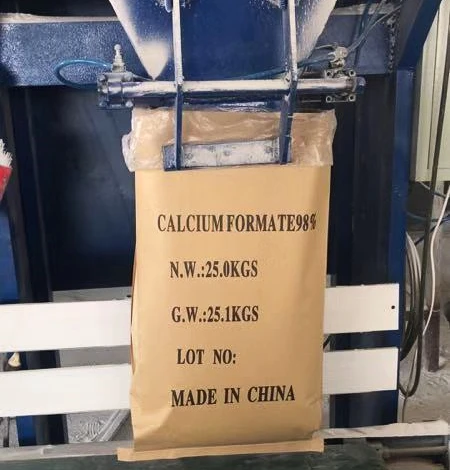 CALCIUM FORMATE98%
N.W.:25.0KGS
G.W.:25.1KGS
LOT NO:
MADE IN CHINA